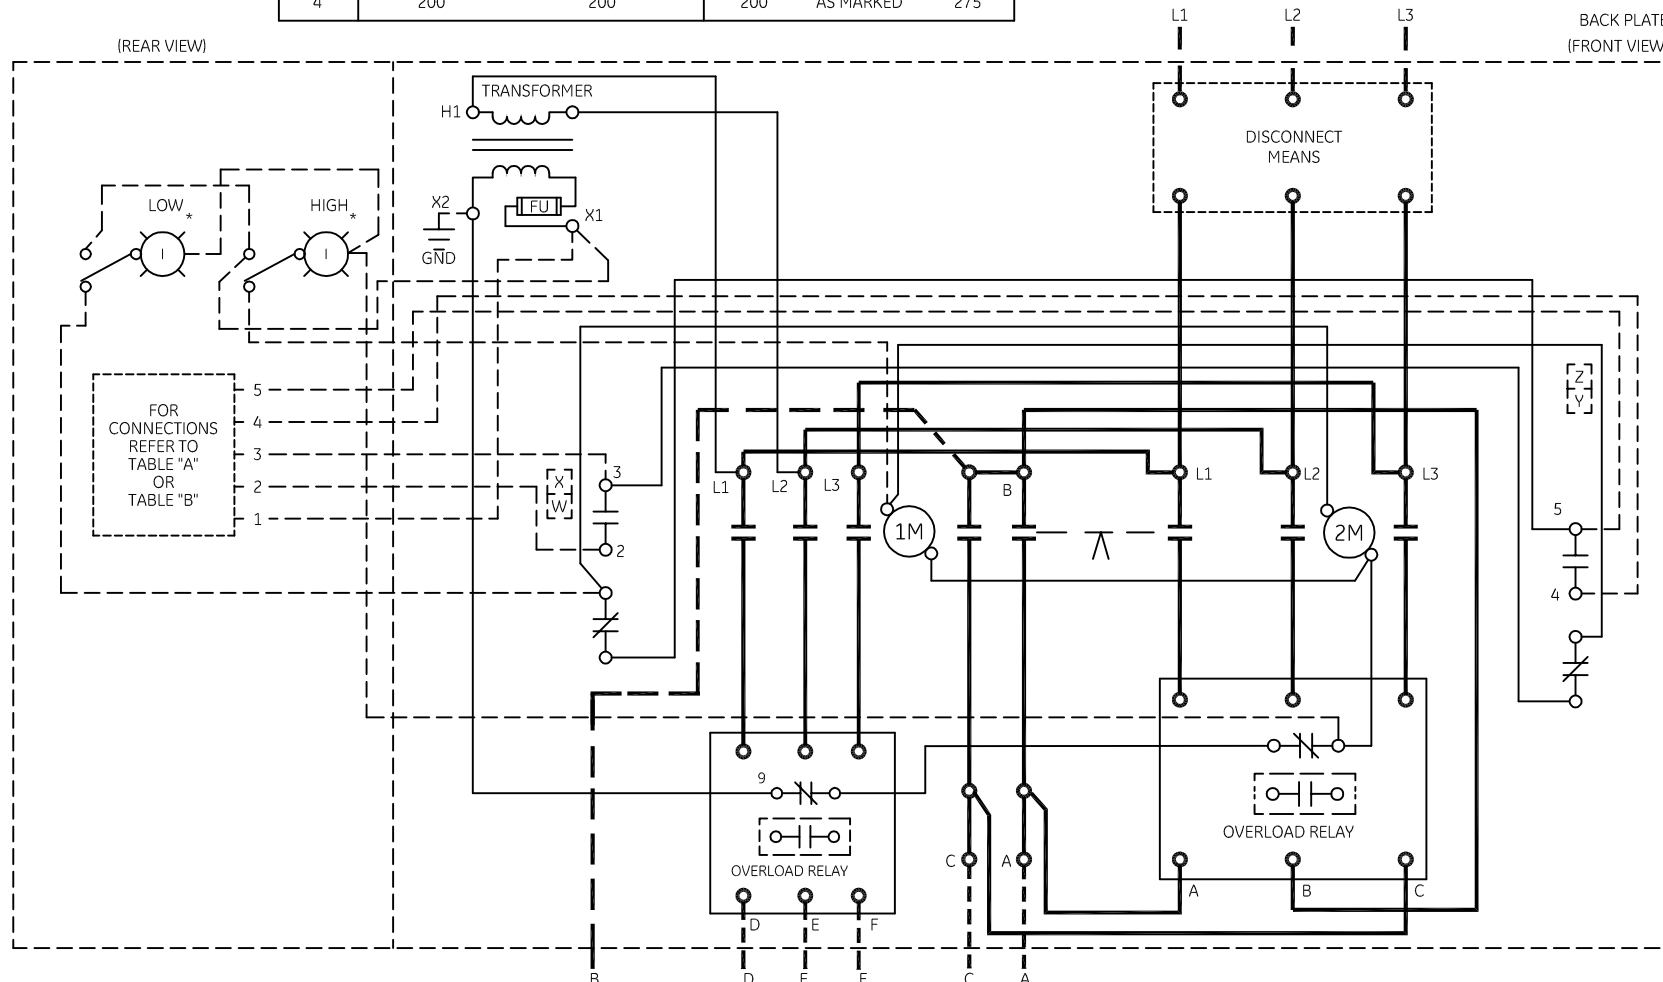 4 200 200 200 AS MARKED 275
L1 L2 L3
BACK PLATE
(REAR VIEW)
(FRONT VIEW
TRANSFORMER
H1
DISCONNECT
MEANS
LOW
*
HIGH
*
I
I
X2
FU
X1
GND
FOR
CONNECTIONS
REFER TO
TABLE "A"
OR
TABLE "B"
5
4
3
2
1
X
W
3
2
L1
L2
L3
1M
B
L1
L2
L3
2M
Z
Y
5
4
9
OVERLOAD RELAY
D
E
F
C
A
OVERLOAD RELAY
A
B
C
B
D
E
F
C
A